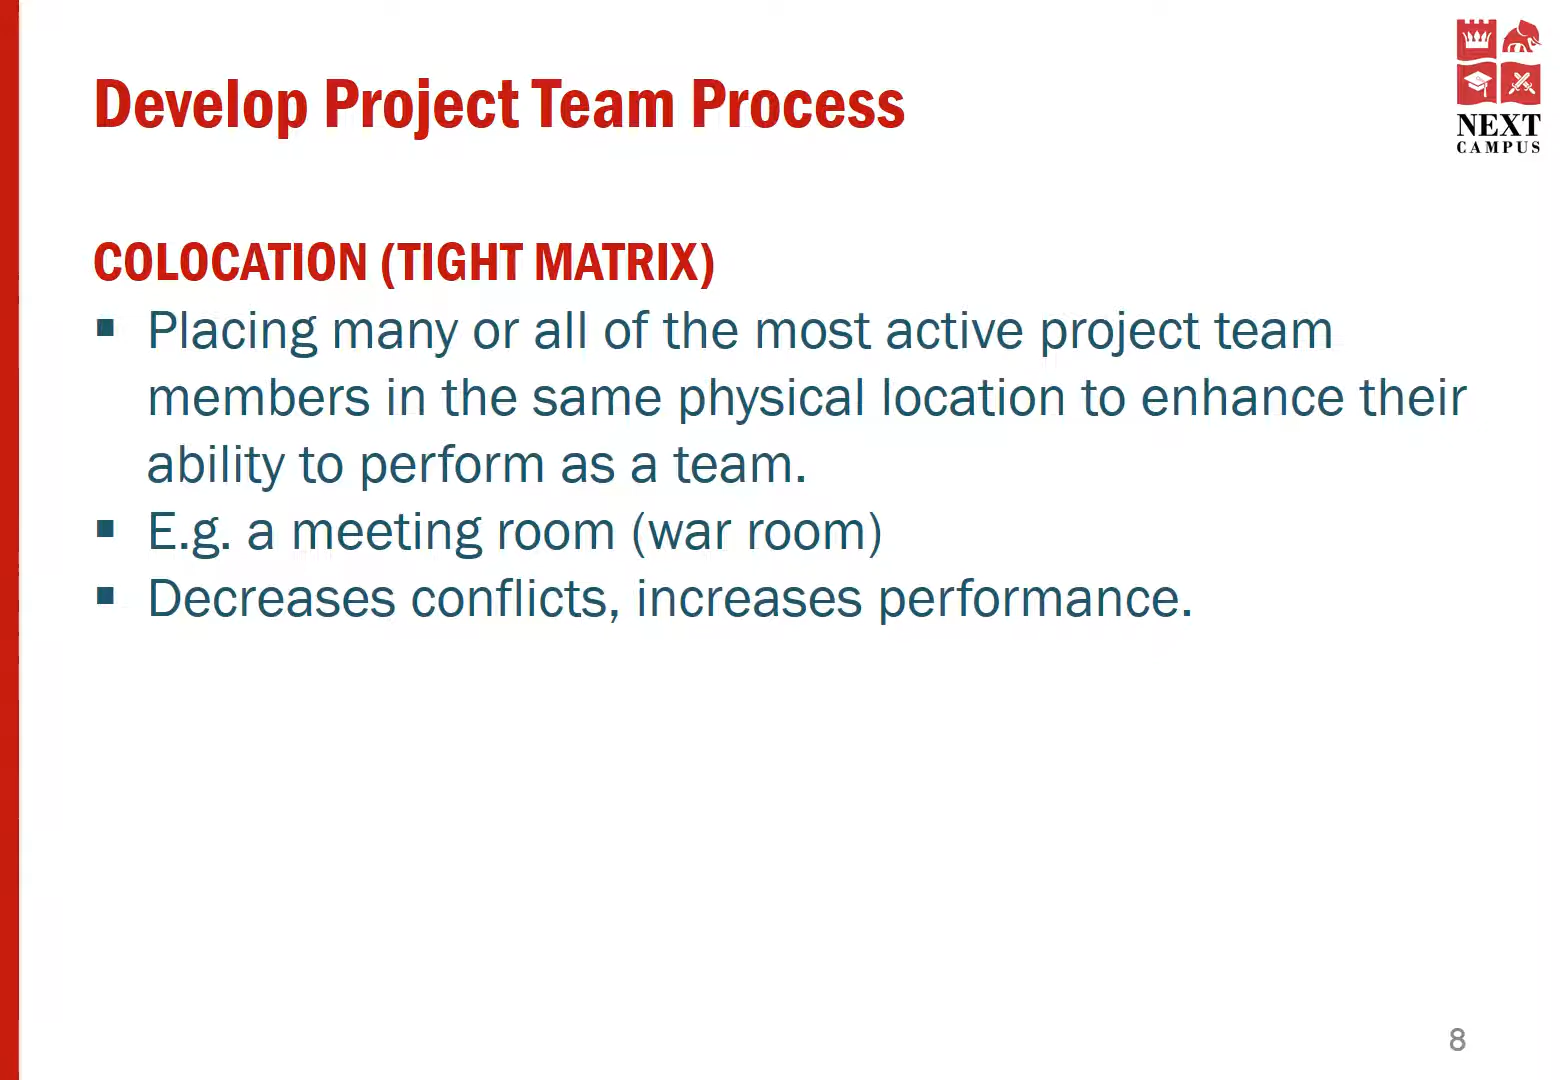 Develop Project Team Process
NEXT
CAMPUS
COLOCATION (TIGHT MATRIX)
▪ Placing many or all of the most active project team
members in the same physical location to enhance their
ability to perform as a team.
▪ E.g. a meeting room (war room)
▪ Decreases conflicts, increases performance.
8